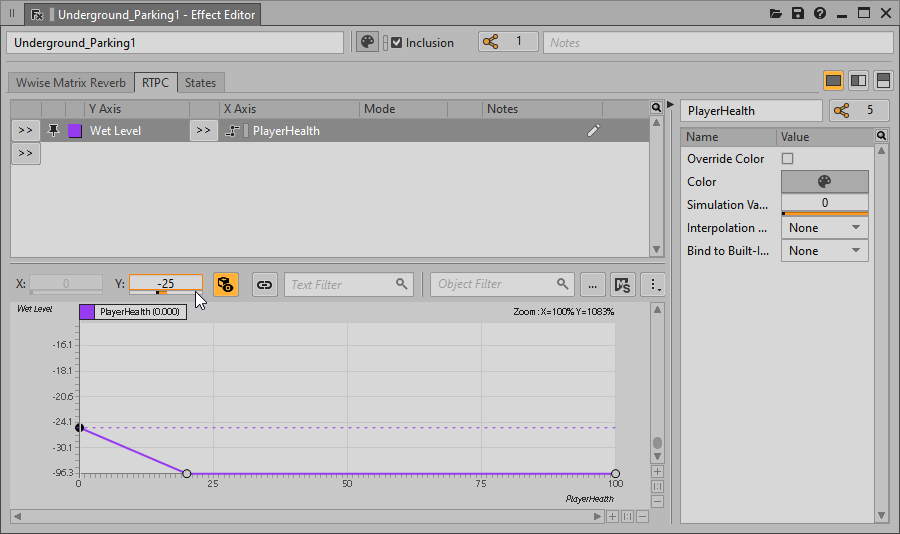 Underground_Parking1 - Effect Editor
Underground_Parking1
Inclusion
1
Notes
Wwise Matrix Reverb
RTPC
States
Y Axis
X Axis
Mode
Notes
>>
Wet Level
>>
PlayerHealth
>>
PlayerHealth
5
Name
Value
Override Color
Color
Simulation Va...
0
Interpolation ...
None
Bind to Built-I...
None
X:
0
Y:
-25
Text Filter
Object Filter
...
Wet Level
PlayerHealth (0.000)
Zoom : X=100% Y=1083%
-16.1
-18.1
-20.6
-24.1
-30.1
-96.3
0
25
50
75
100
PlayerHealth